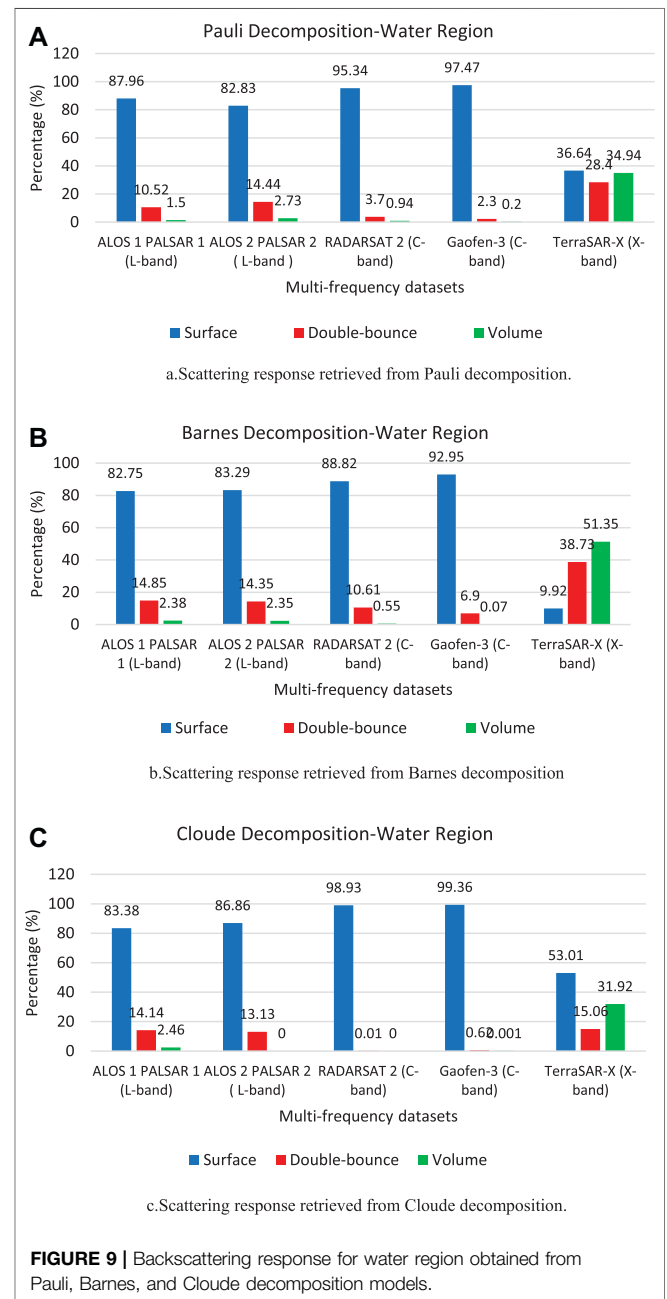 A
Pauli Decomposition-Water Region
Percentage (%)
120
100
80
60
40
20
0
87.96
10.52
1.5
82.83
14.44
2.73
95.34
3.7
0.94
97.47
2.3
0.2
36.64
28.4
34.94
ALOS 1 PALSAR 1 (L-band)
ALOS 2 PALSAR 2 ( L-band )
RADARSAT 2 (C-band)
Gaofen-3 (C-band)
TerraSAR-X (X-band)
Multi-frequency datasets
Surface
Double-bounce
Volume
a.Scattering response retrieved from Pauli decomposition.
B
Barnes Decomposition-Water Region
Percentage (%)
100
80
60
40
20
0
82.75
14.85
2.38
83.29
14.35
2.35
88.82
10.61
0.55
92.95
6.9
0.07
9.92
38.73
51.35
ALOS 1 PALSAR 1 (L-band)
ALOS 2 PALSAR 2 (L-band)
RADARSAT 2 (C-band)
Gaofen-3 (C-band)
TerraSAR-X (X-band)
Multi-frequency datasets
Surface
Double-bounce
Volume
b.Scattering response retrieved from Barnes decomposition
C
Cloude Decomposition-Water Region
Percentage (%)
120
100
80
60
40
20
0
83.38
14.14
2.46
86.86
13.13
0
98.93
0.01
0
99.36
0.62
0.001
53.01
15.06
31.92
ALOS 1 PALSAR 1 (L-band)
ALOS 2 PALSAR 2 ( L-band)
RADARSAT 2 (C-band)
Gaofen-3 (C-band)
TerraSAR-X (X-band)
Multi-frequency datasets
Surface
Double-bounce
Volume
c.Scattering response retrieved from Cloude decomposition.
FIGURE 9 | Backscattering response for water region obtained from
Pauli, Barnes, and Cloude decomposition models.